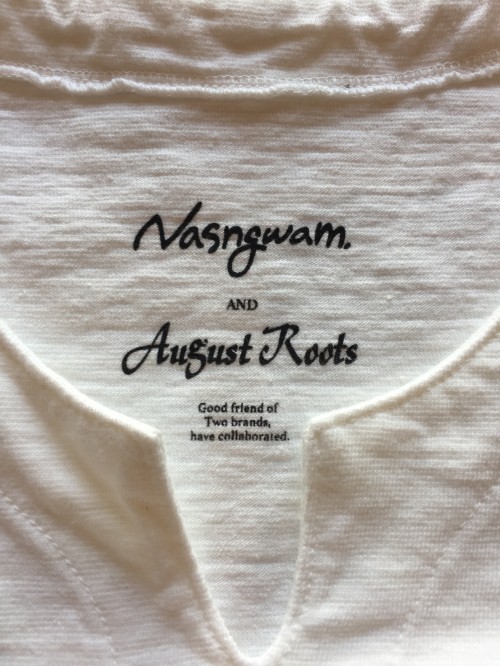 Nasngwam.
AND
August Roots
Good friend of
Two brands,
have collaborated.